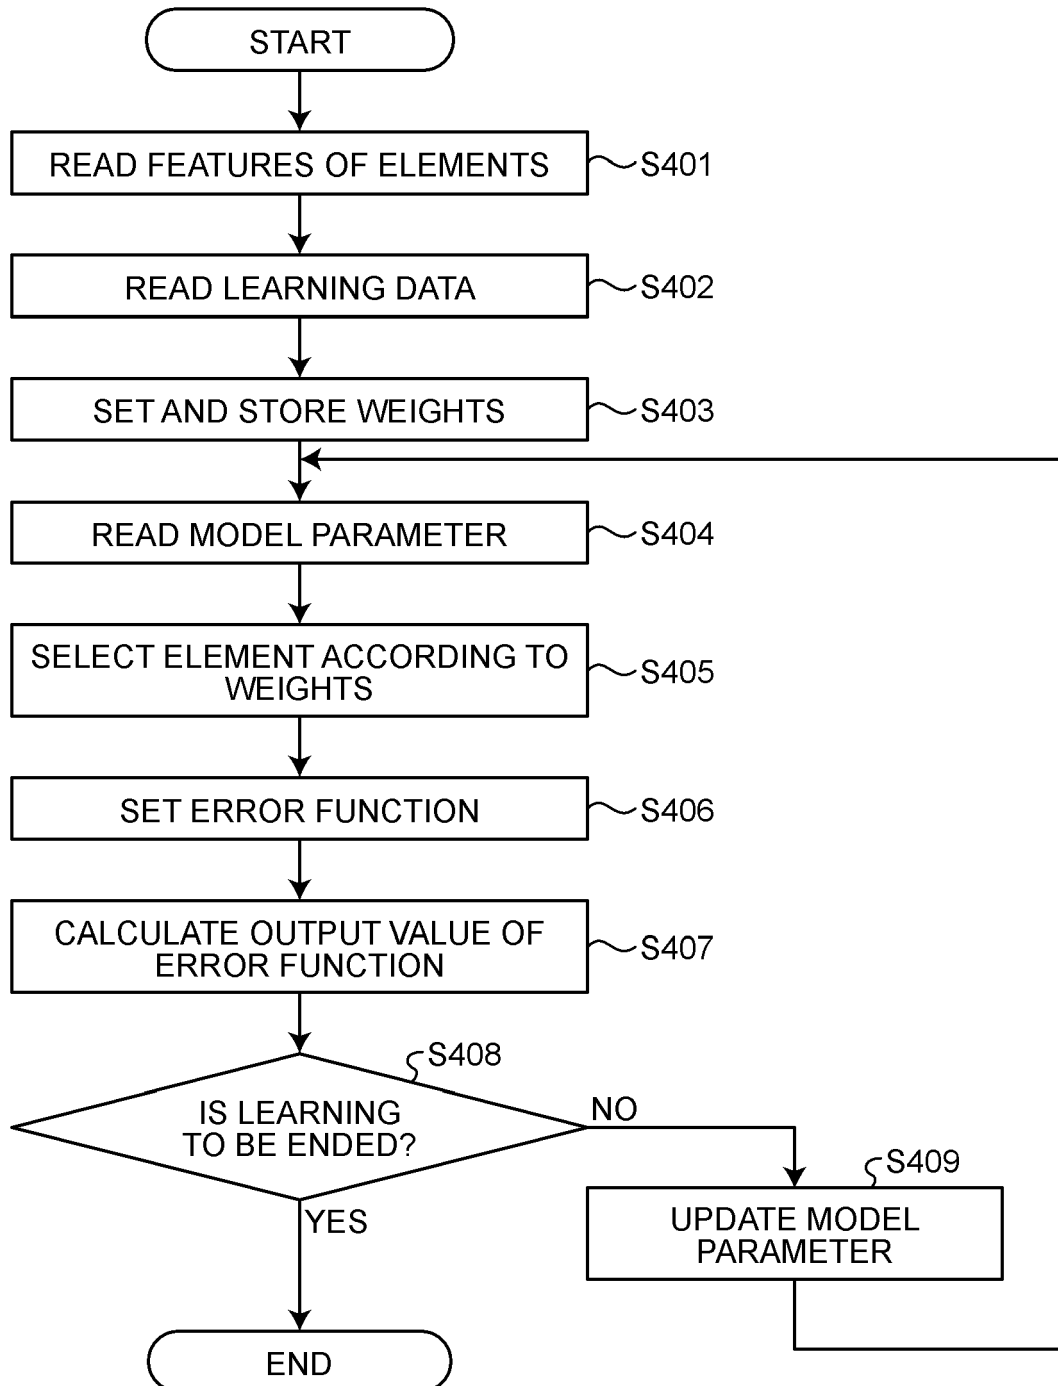 START
READ FEATURES OF ELEMENTS
S401
READ LEARNING DATA
S402
SET AND STORE WEIGHTS
S403
READ MODEL PARAMETER
S404
SELECT ELEMENT ACCORDING TO
WEIGHTS
S405
SET ERROR FUNCTION
S406
CALCULATE OUTPUT VALUE OF
ERROR FUNCTION
S407
S408
IS LEARNING
TO BE ENDED?
NO
S409
UPDATE MODEL
PARAMETER
YES
END